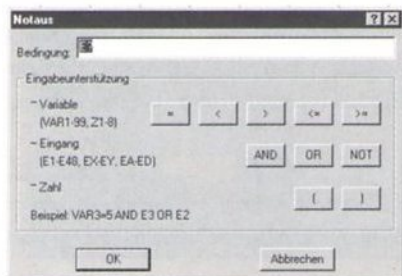 Notaus ? X
Bedingung:
Eingabeunterstützung
- Variable
(VAR1-99, Z1-8)
= < > <= >=
- Eingang
(E1-E48, EX-EY, EA-ED)
AND OR NOT
- Zahl
( )
Beispiel: VAR3=5 AND E3 OR E2
OK Abbrechen